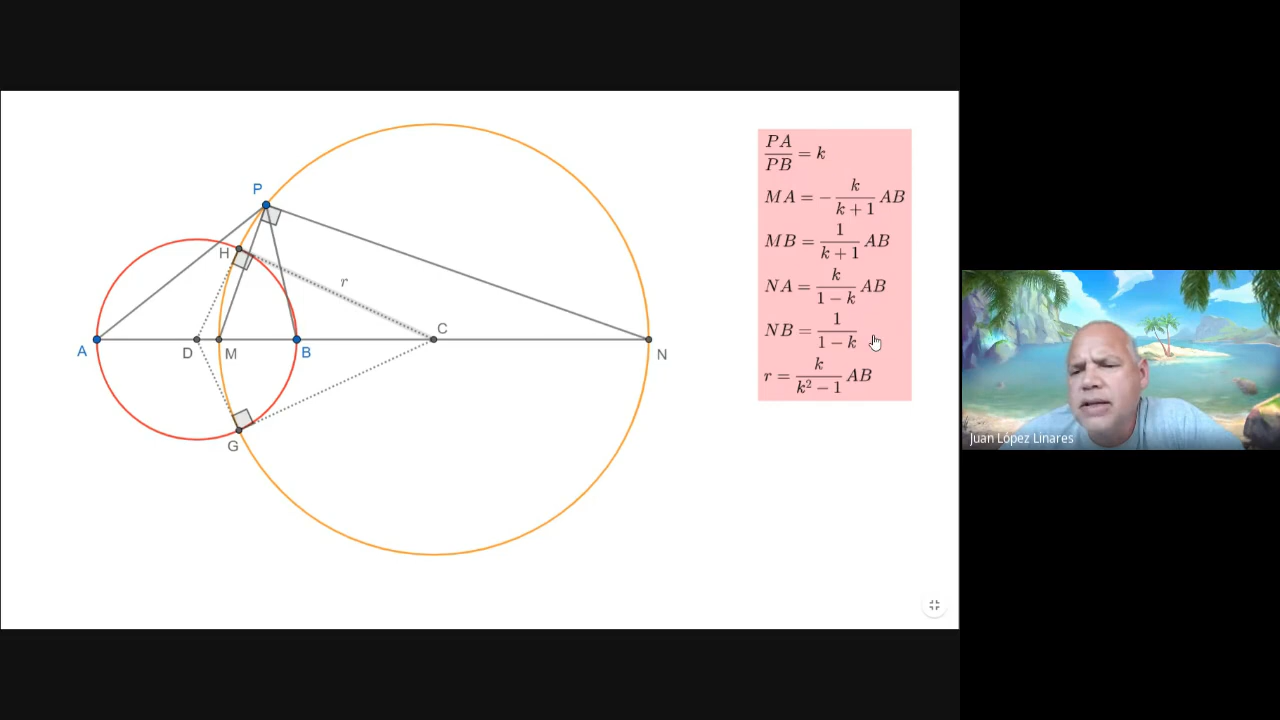 P
H
r
A
D
M
B
C
N
G
PA/PB = k
MA = − k/(k + 1) AB
MB = 1/(k + 1) AB
NA = k/(1 − k) AB
NB = 1/(1 − k)
r = k/(k² − 1) AB
Juan López Linares